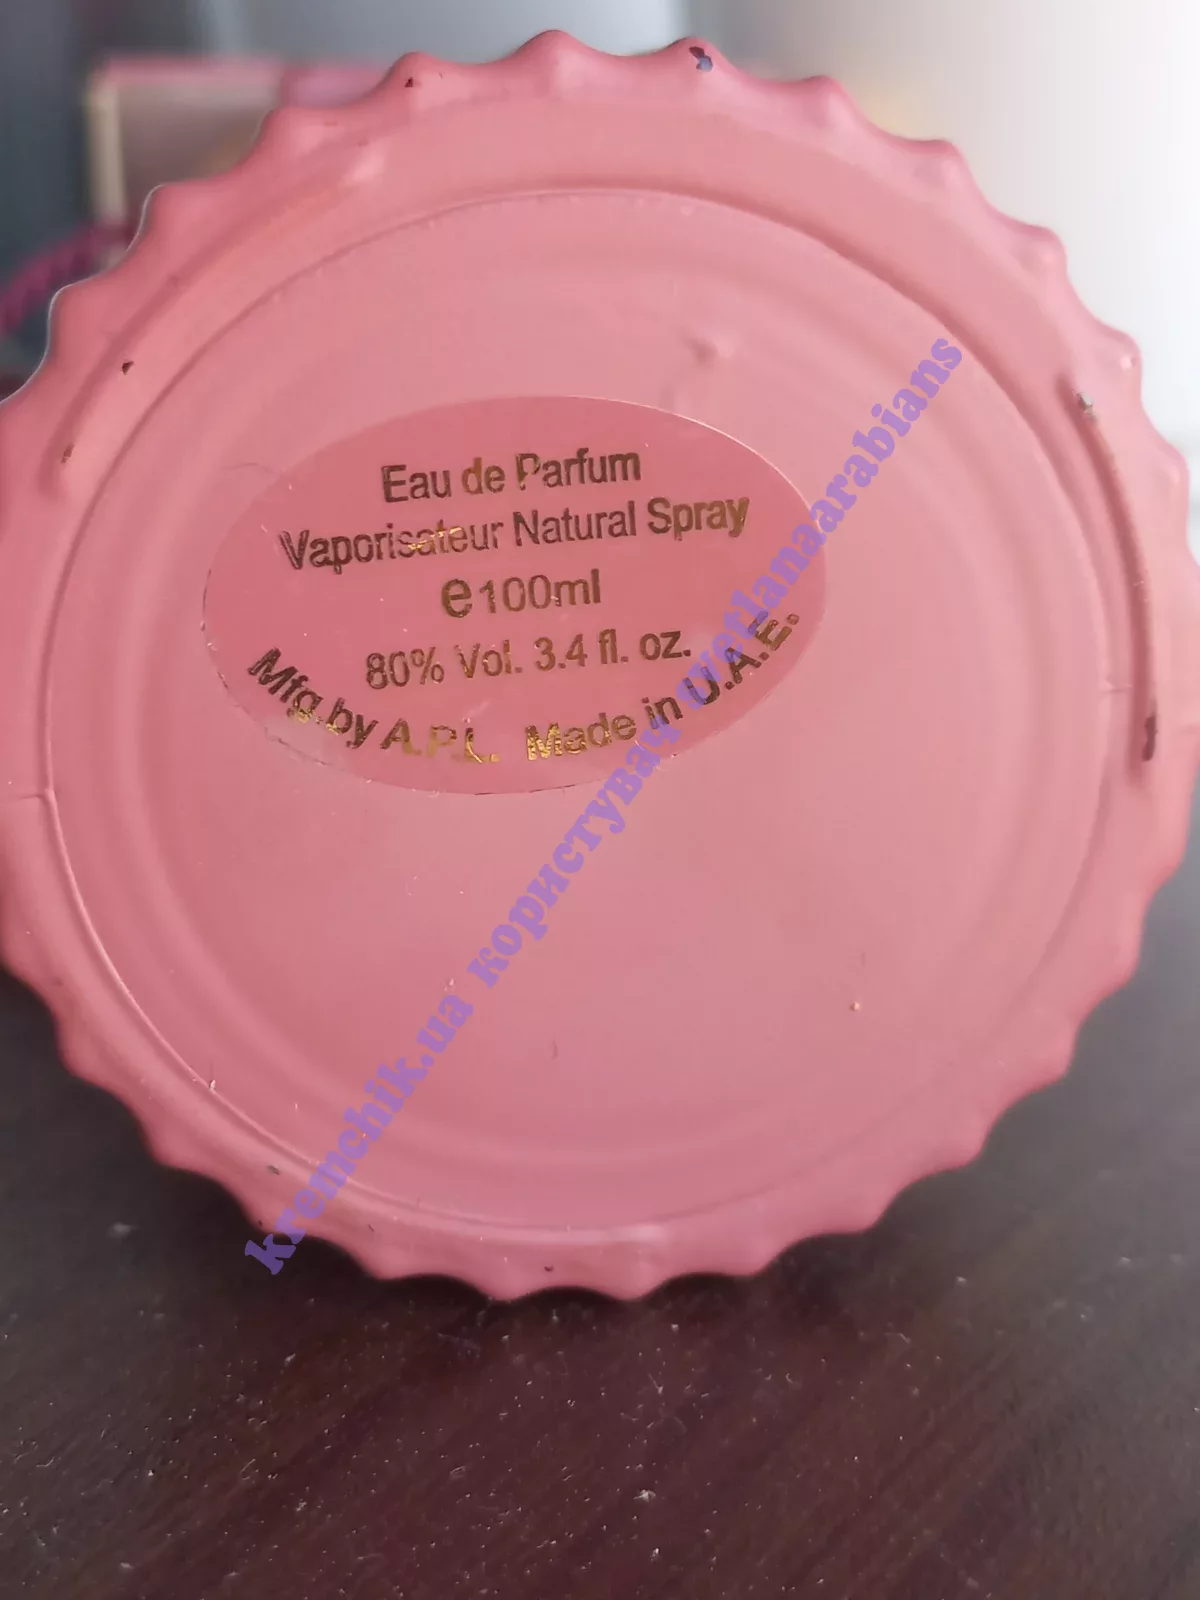 Eau de Parfum
Vaporisateur Natural Spray
℮ 100ml
80% Vol. 3.4 fl. oz.
Mfg.by A.P.L. Made in U.A.E.
kremchik.ua користувач svetlanaarabians